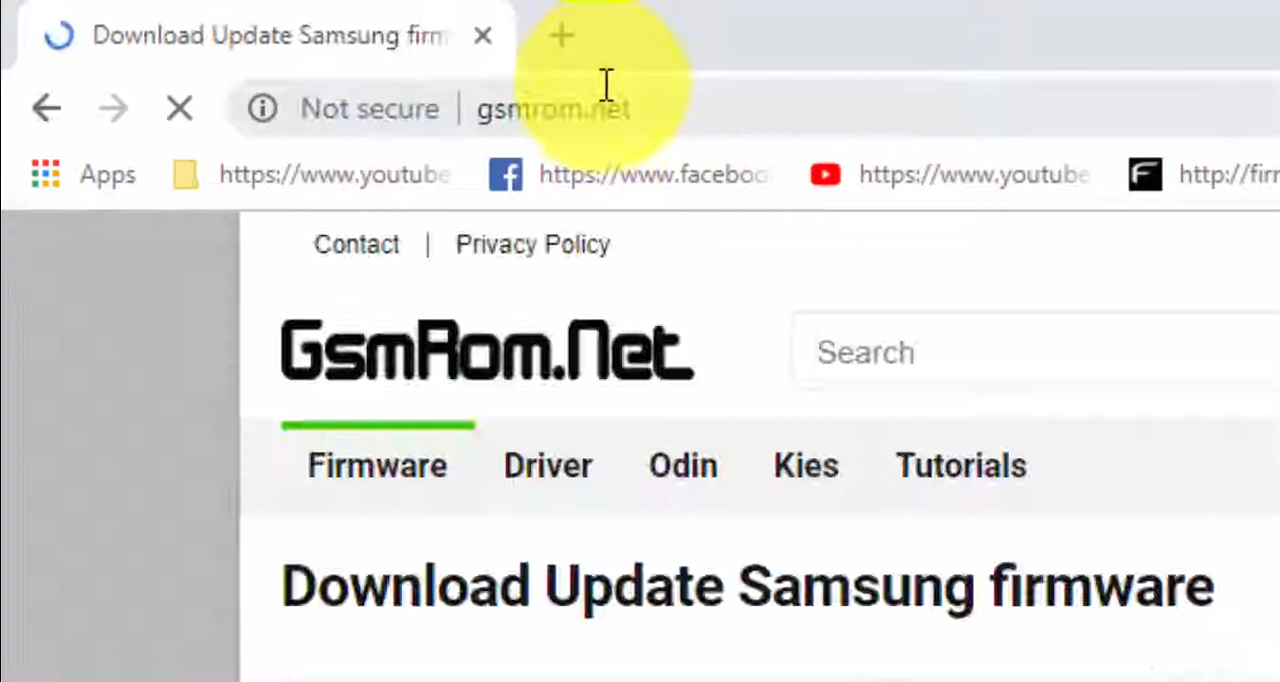 Download Update Samsung firm
Not secure | gsmrom.net
Apps https://www.youtube https://www.faceboo https://www.youtube http://fir
Contact | Privacy Policy
GsmRom.Net
Search
Firmware Driver Odin Kies Tutorials
Download Update Samsung firmware